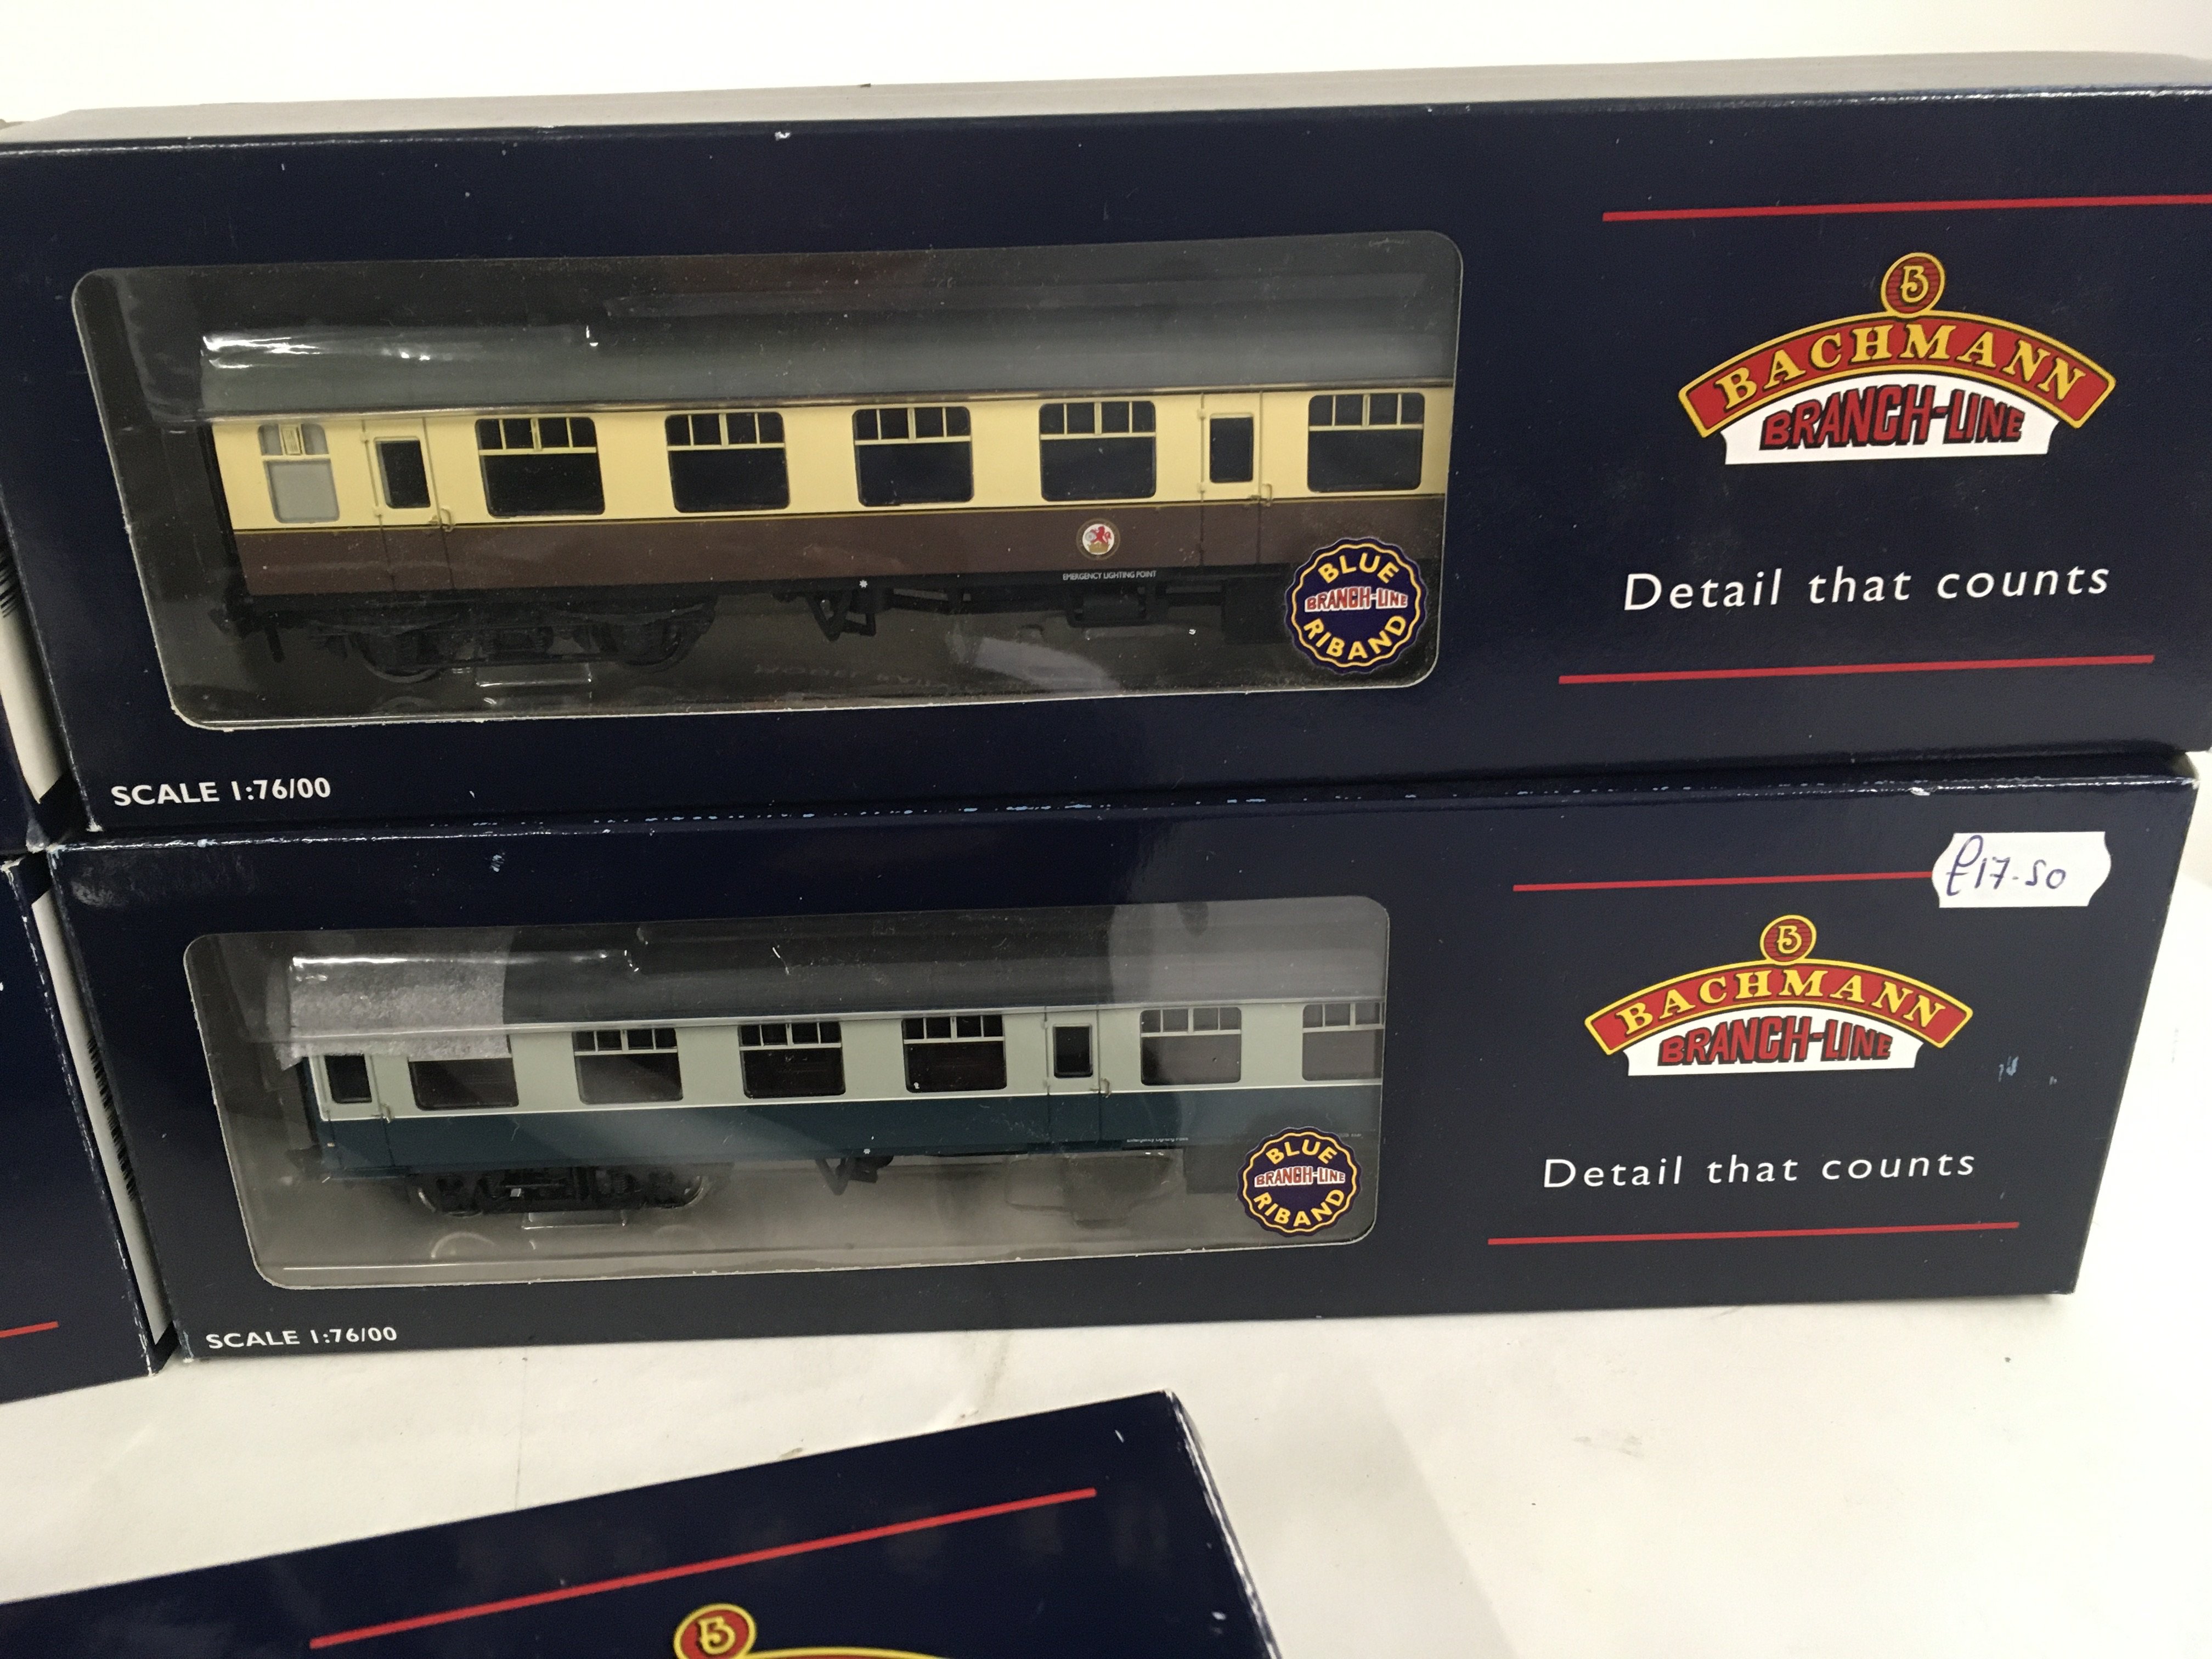 B
BACHMANN
BRANCH-LINE
Detail that counts
EMERGENCY LIGHTING POINT
BLUE
BRANCH-LINE
RIBAND
SCALE 1:76/00
£17-50
B
BACHMANN
BRANCH-LINE
Detail that counts
BLUE
BRANCH-LINE
RIBAND
SCALE 1:76/00
B